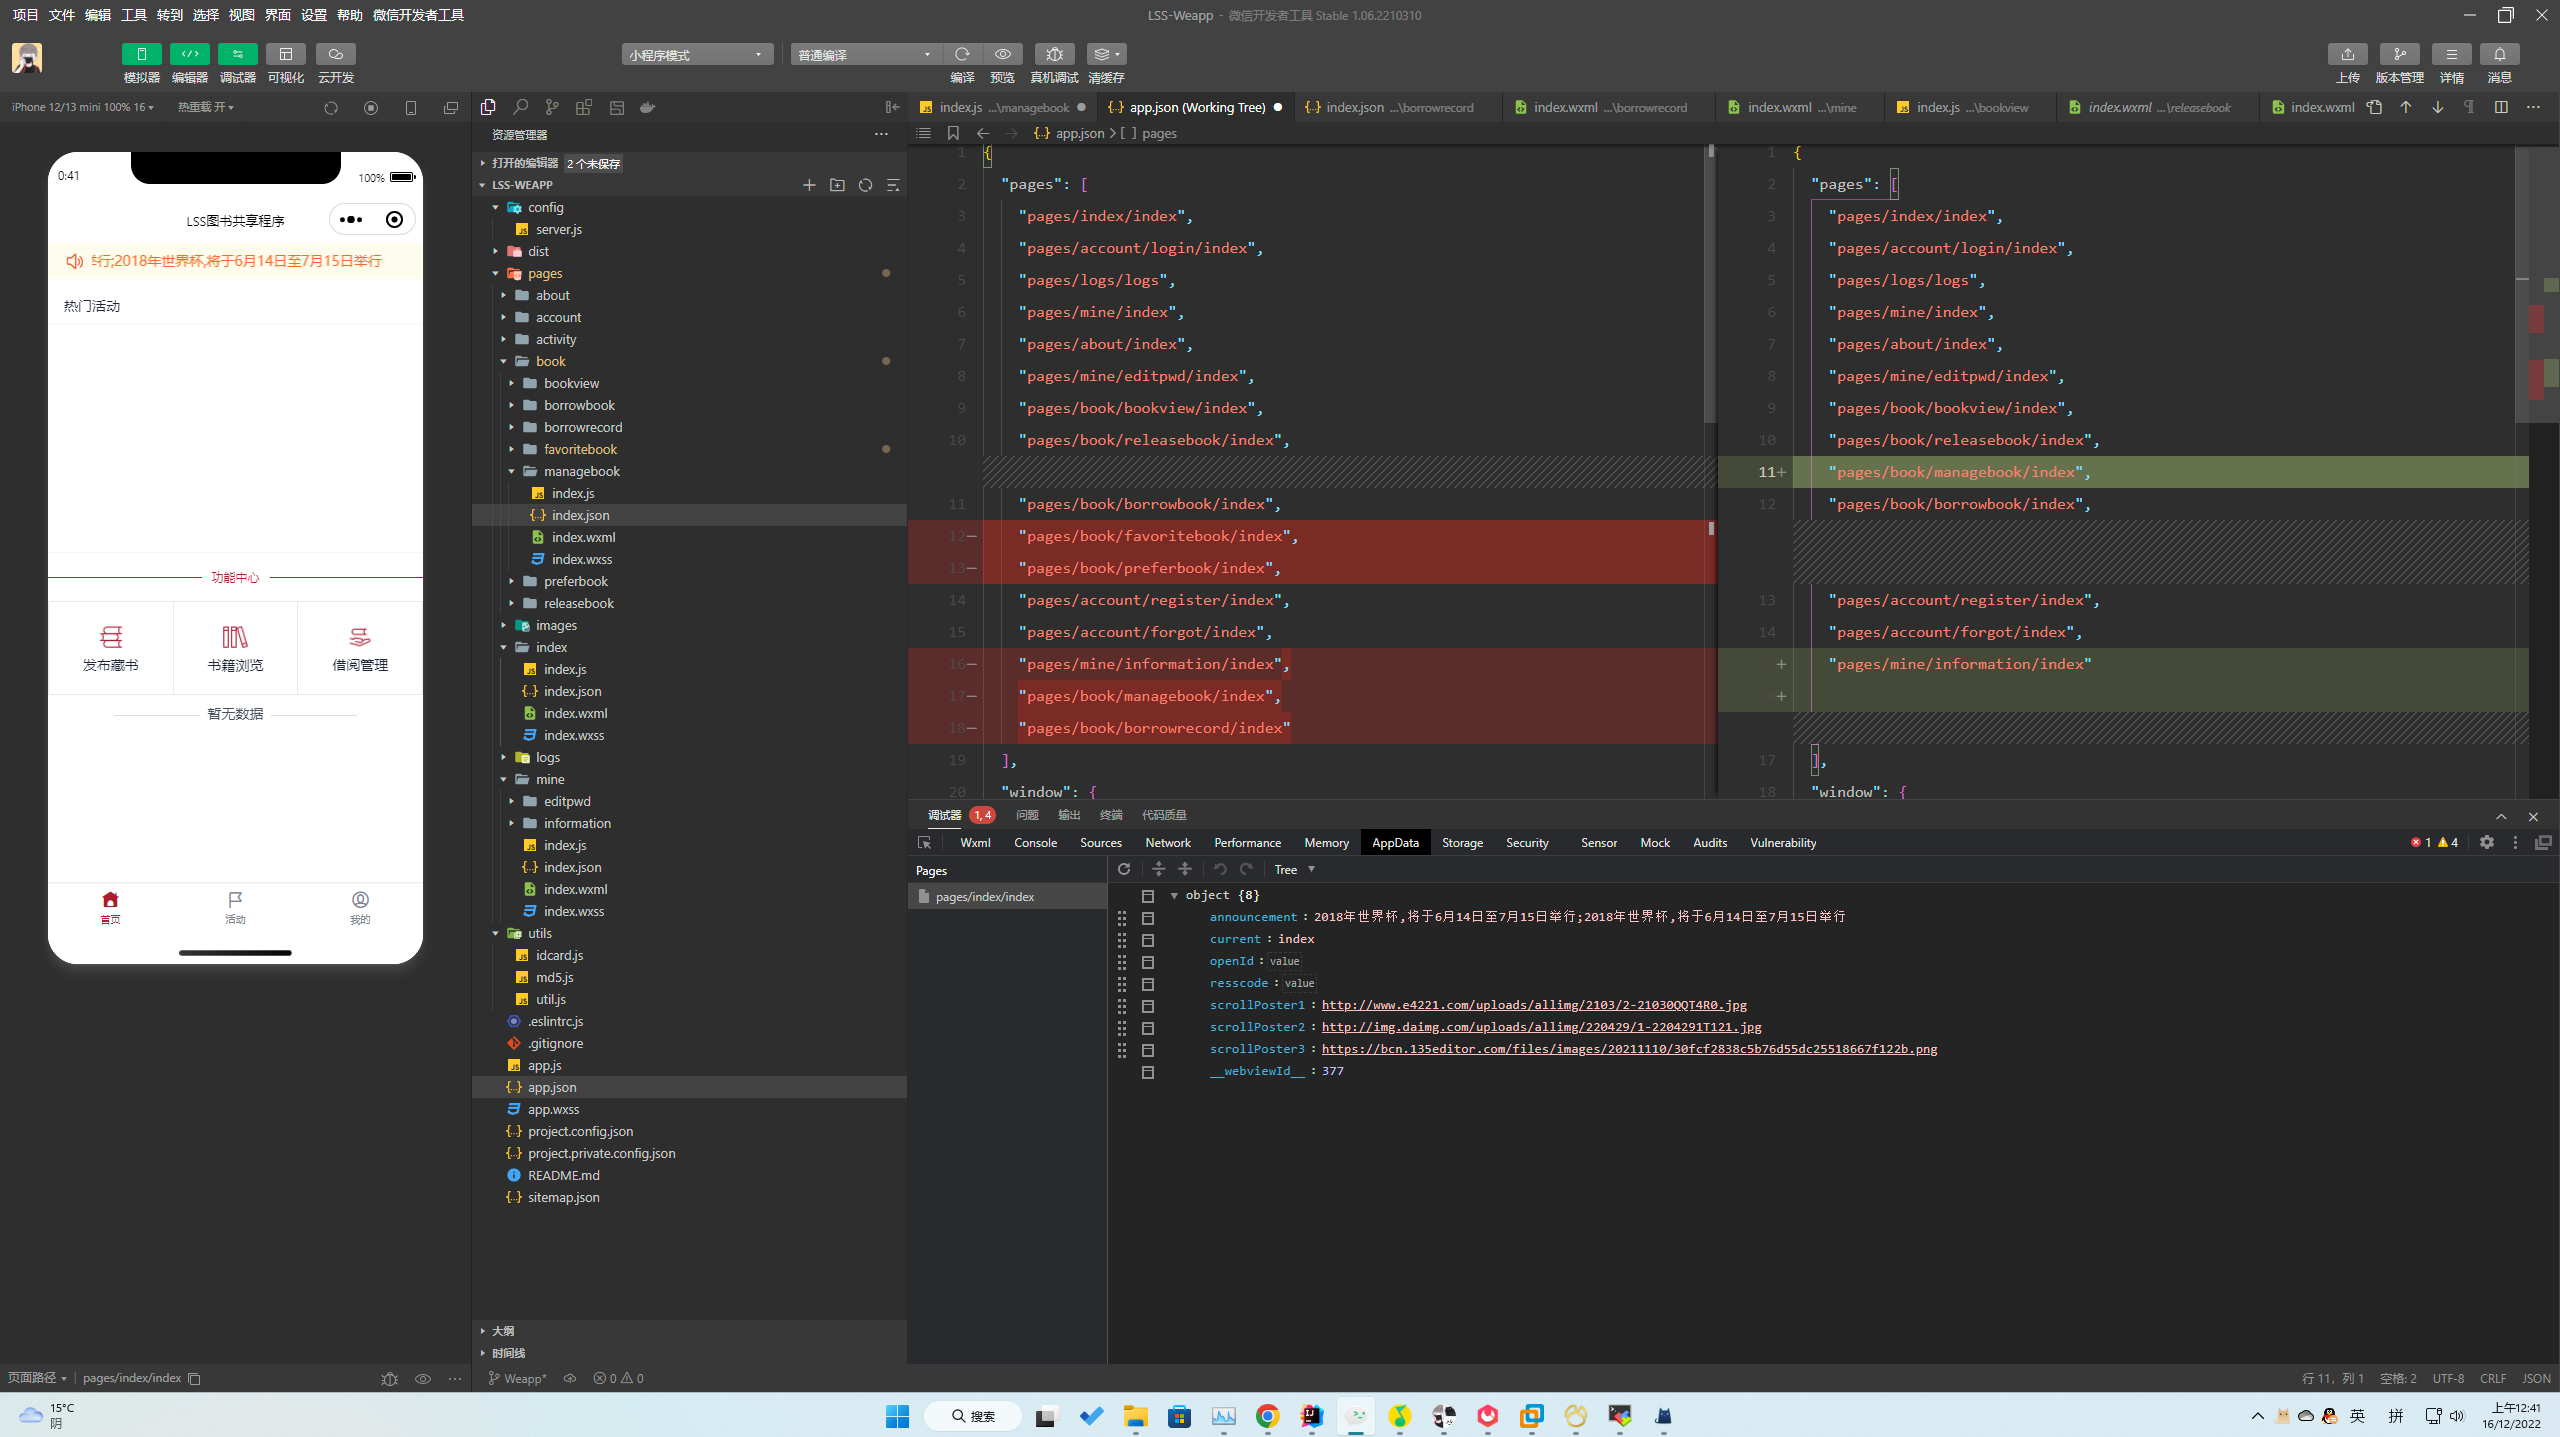 项目 文件 编辑 工具 转到 选择 视图 界面 设置 帮助 微信开发者工具
LSS-Weapp - 微信开发者工具 Stable 1.06.2210310
模拟器 编辑器 调试器 可视化 云开发
小程序模式
普通编译
编译 预览 真机调试 清缓存
上传 版本管理 详情 消息
iPhone 12/13 mini 100% 16
热重载 开
0:41
100%
LSS图书共享程序
行;2018年世界杯,将于6月14日至7月15日举行
热门活动
功能中心
发布藏书
书籍浏览
借阅管理
暂无数据
首页
活动
我的
页面路径
pages/index/index
资源管理器
打开的编辑器 2 个未保存
LSS-WEAPP
config
server.js
dist
pages
about
account
activity
book
bookview
borrowbook
borrowrecord
favoritebook
managebook
index.js
index.json
index.wxml
index.wxss
preferbook
releasebook
images
index
index.js
index.json
index.wxml
index.wxss
logs
mine
editpwd
information
index.js
index.json
index.wxml
index.wxss
utils
idcard.js
md5.js
util.js
.eslintrc.js
.gitignore
app.js
app.json
app.wxss
project.config.json
project.private.config.json
README.md
sitemap.json
大纲
时间线
Weapp*
0 0
index.js ...\managebook
app.json (Working Tree)
index.json ...\borrowrecord
index.wxml ...\borrowrecord
index.wxml ...\mine
index.js ...\bookview
index.wxml ...\releasebook
index.wxml
app.json > [ ] pages
1 {
2 "pages": [
3 "pages/index/index",
4 "pages/account/login/index",
5 "pages/logs/logs",
6 "pages/mine/index",
7 "pages/about/index",
8 "pages/mine/editpwd/index",
9 "pages/book/bookview/index",
10 "pages/book/releasebook/index",
11 "pages/book/borrowbook/index",
12− "pages/book/favoritebook/index",
13− "pages/book/preferbook/index",
14 "pages/account/register/index",
15 "pages/account/forgot/index",
16− "pages/mine/information/index",
17− "pages/book/managebook/index",
18− "pages/book/borrowrecord/index"
19 ],
20 "window": {
1 {
2 "pages": [
3 "pages/index/index",
4 "pages/account/login/index",
5 "pages/logs/logs",
6 "pages/mine/index",
7 "pages/about/index",
8 "pages/mine/editpwd/index",
9 "pages/book/bookview/index",
10 "pages/book/releasebook/index",
11+ "pages/book/managebook/index",
12 "pages/book/borrowbook/index",
13 "pages/account/register/index",
14 "pages/account/forgot/index",
+ "pages/mine/information/index"
+
17 ],
18 "window": {
调试器 1, 4 问题 输出 终端 代码质量
Wxml Console Sources Network Performance Memory AppData Storage Security Sensor Mock Audits Vulnerability
1 4
Pages
pages/index/index
Tree
object {8}
announcement : 2018年世界杯,将于6月14日至7月15日举行;2018年世界杯,将于6月14日至7月15日举行
current : index
openId : value
resscode : value
scrollPoster1 : http://www.e4221.com/uploads/allimg/2103/2-21030QQT4R0.jpg
scrollPoster2 : http://img.daimg.com/uploads/allimg/220429/1-2204291T121.jpg
scrollPoster3 : https://bcn.135editor.com/files/images/20211110/30fcf2838c5b76d55dc25518667f122b.png
__webviewId__ : 377
行 11，列 1 空格: 2 UTF-8 CRLF JSON
15°C
阴
搜索
英 拼
上午12:41
16/12/2022